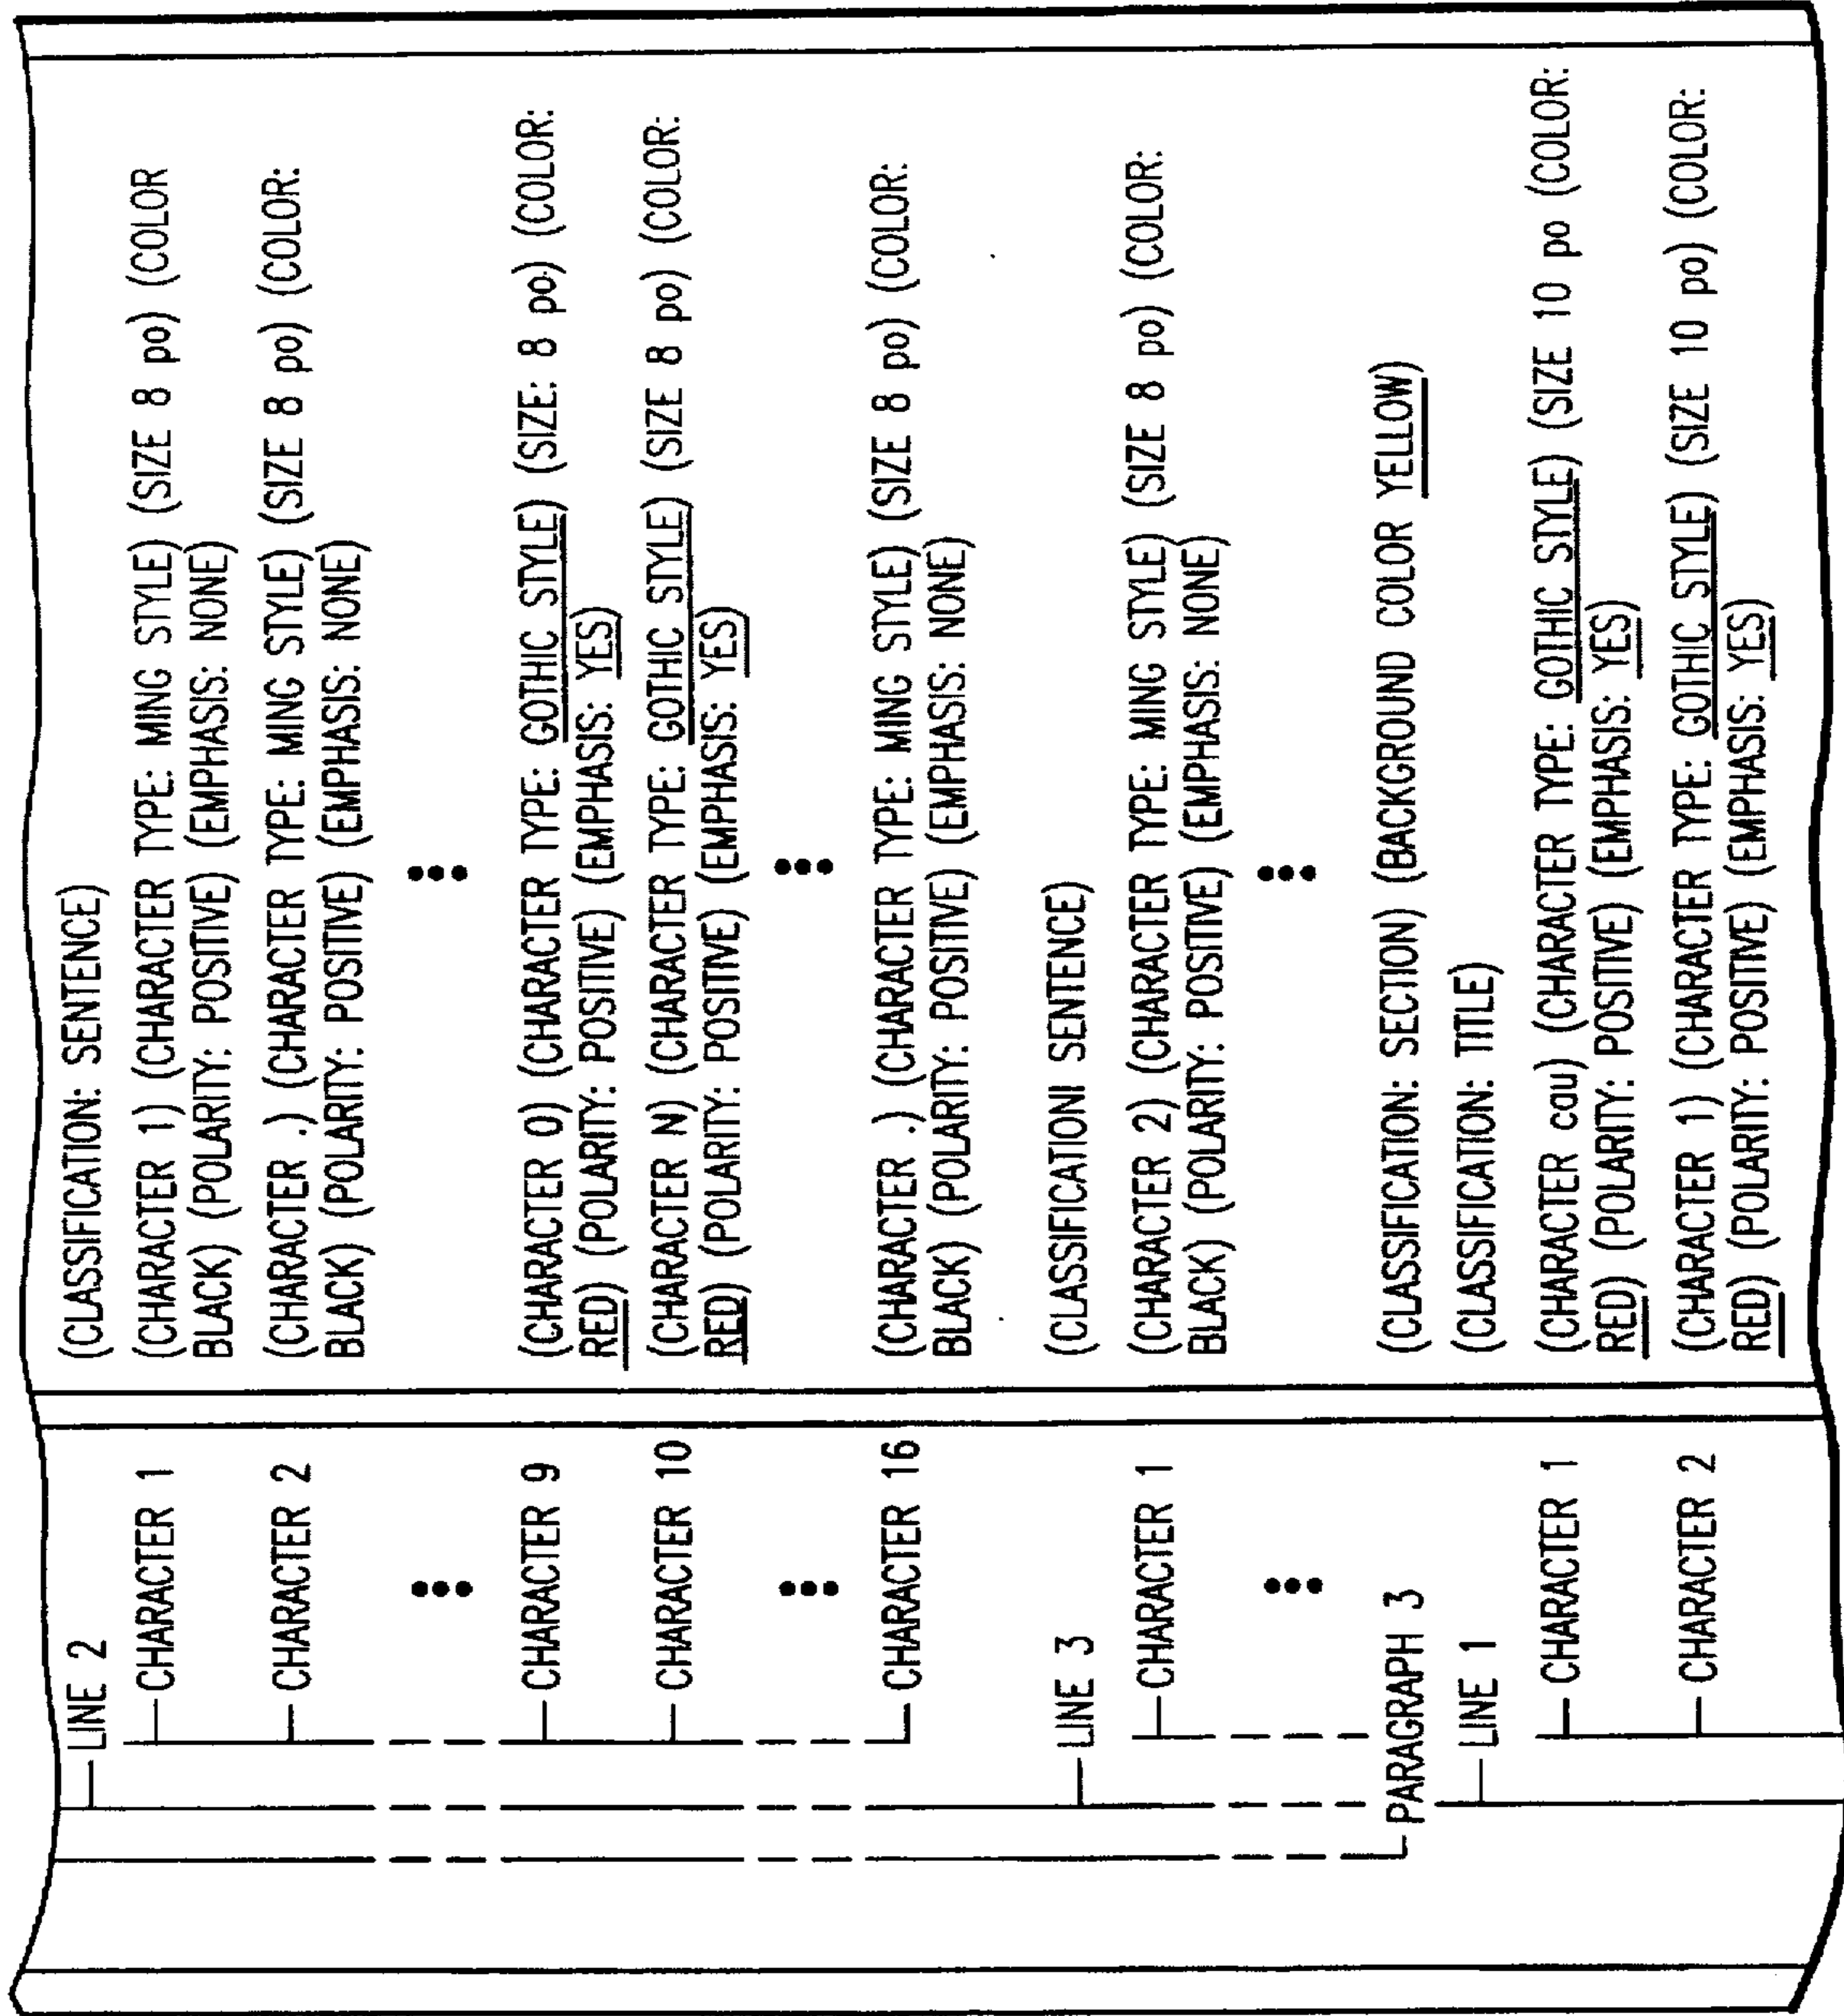 LINE 2
(CLASSIFICATION: SENTENCE)
CHARACTER 1
(CHARACTER 1) (CHARACTER TYPE: MING STYLE) (SIZE 8 po) (COLOR
BLACK) (POLARITY: POSITIVE) (EMPHASIS: NONE)
CHARACTER 2
(CHARACTER .) (CHARACTER TYPE: MING STYLE) (SIZE 8 po) (COLOR:
BLACK) (POLARITY: POSITIVE) (EMPHASIS: NONE)
CHARACTER 9
(CHARACTER O) (CHARACTER TYPE: GOTHIC STYLE) (SIZE: 8 po) (COLOR:
RED) (POLARITY: POSITIVE) (EMPHASIS: YES)
CHARACTER 10
(CHARACTER N) (CHARACTER TYPE: GOTHIC STYLE) (SIZE 8 po) (COLOR:
RED) (POLARITY: POSITIVE) (EMPHASIS: YES)
CHARACTER 16
(CHARACTER .) (CHARACTER TYPE: MING STYLE) (SIZE 8 po) (COLOR:
BLACK) (POLARITY: POSITIVE) (EMPHASIS: NONE)
LINE 3
(CLASSIFICATIONI SENTENCE)
CHARACTER 1
(CHARACTER 2) (CHARACTER TYPE: MING STYLE) (SIZE 8 po) (COLOR:
BLACK) (POLARITY: POSITIVE) (EMPHASIS: NONE)
PARAGRAPH 3
(CLASSIFICATION: SECTION) (BACKGROUND COLOR YELLOW)
LINE 1
(CLASSIFICATION: TITLE)
CHARACTER 1
(CHARACTER cau) (CHARACTER TYPE: GOTHIC STYLE) (SIZE 10 po (COLOR:
RED) (POLARITY: POSITIVE) (EMPHASIS: YES)
CHARACTER 2
(CHARACTER 1) (CHARACTER TYPE: GOTHIC STYLE) (SIZE 10 po) (COLOR:
RED) (POLARITY: POSITIVE) (EMPHASIS: YES)